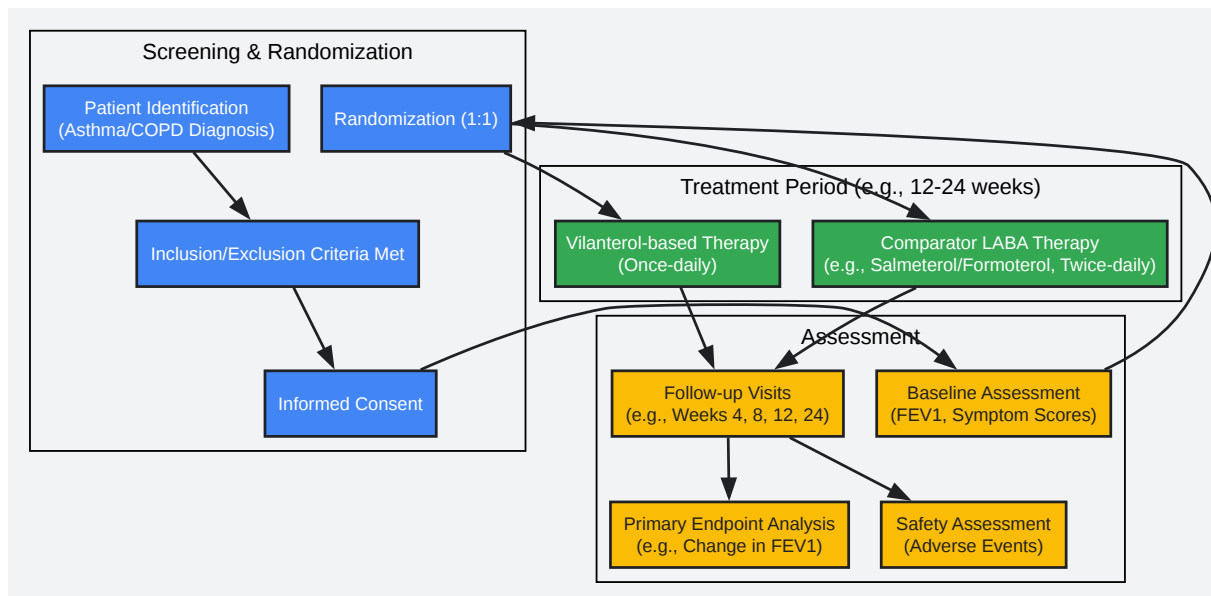 Screening & Randomization
Patient Identification
(Asthma/COPD Diagnosis)
Randomization (1:1)
Inclusion/Exclusion Criteria Met
Informed Consent
Treatment Period (e.g., 12-24 weeks)
Vilanterol-based Therapy
(Once-daily)
Comparator LABA Therapy
(e.g., Salmeterol/Formoterol, Twice-daily)
Assessment
Follow-up Visits
(e.g., Weeks 4, 8, 12, 24)
Baseline Assessment
(FEV1, Symptom Scores)
Primary Endpoint Analysis
(e.g., Change in FEV1)
Safety Assessment
(Adverse Events)